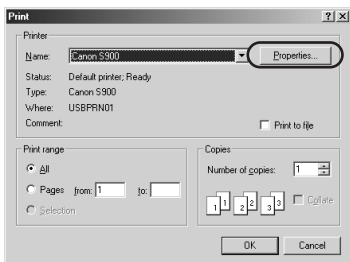 Print
Printer
Name: Canon S900 Properties...
Status: Default printer; Ready
Type: Canon S900
Where: USBPRN01
Comment: Print to file
Print range
All
Pages from: 1 to:
Selection
Copies
Number of copies: 1
1 1 2 2 3 3 Collate
OK Cancel